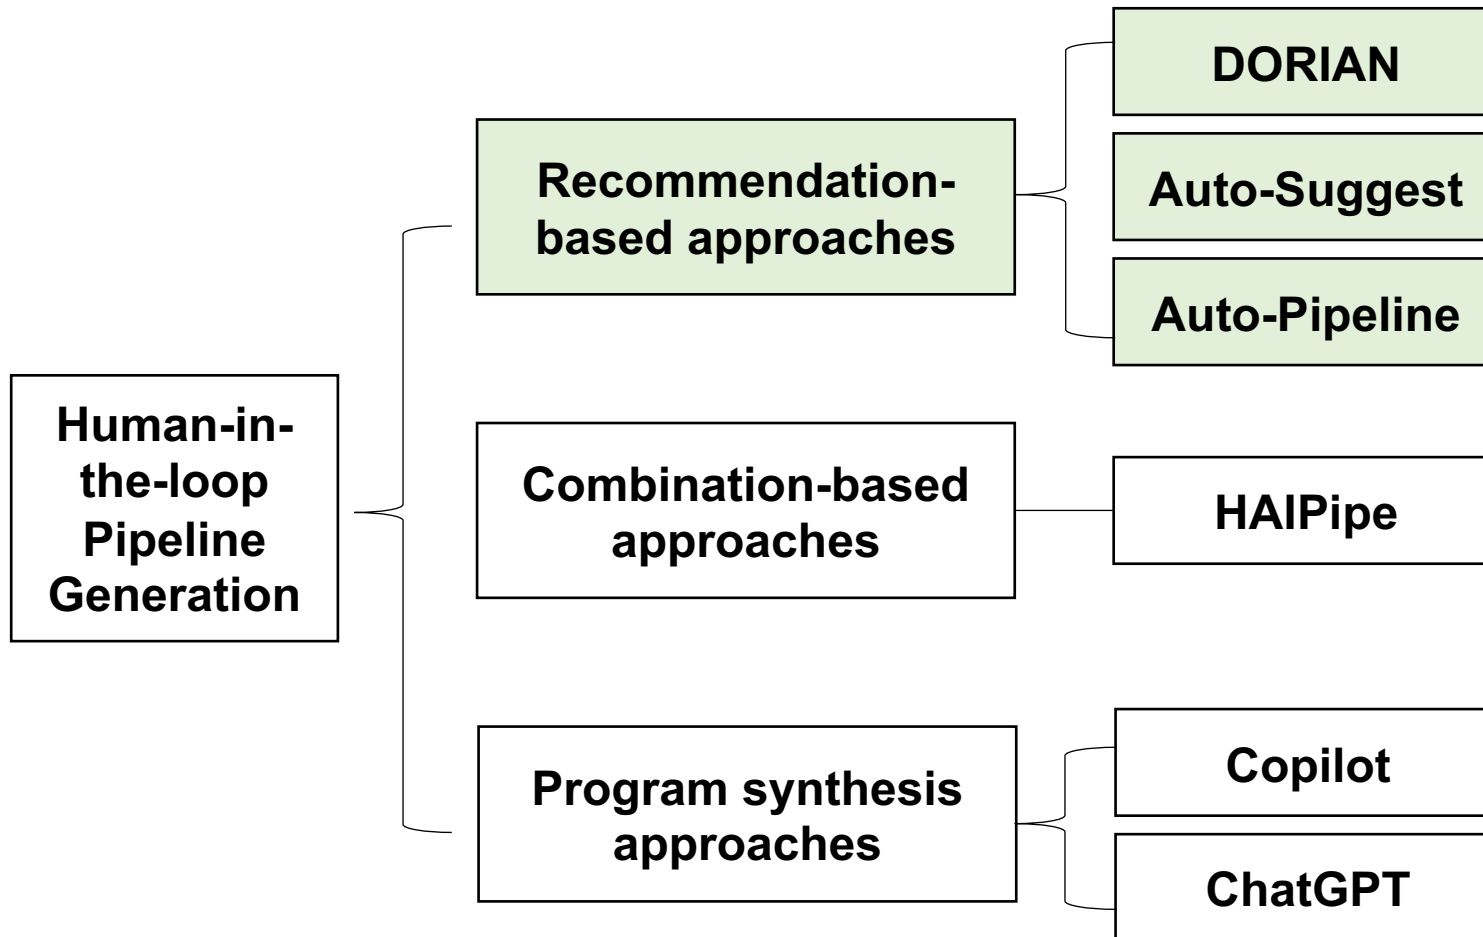 Human-in-
the-loop
Pipeline
Generation
Recommendation-
based approaches
DORIAN
Auto-Suggest
Auto-Pipeline
Combination-based
approaches
HAIPipe
Program synthesis
approaches
Copilot
ChatGPT